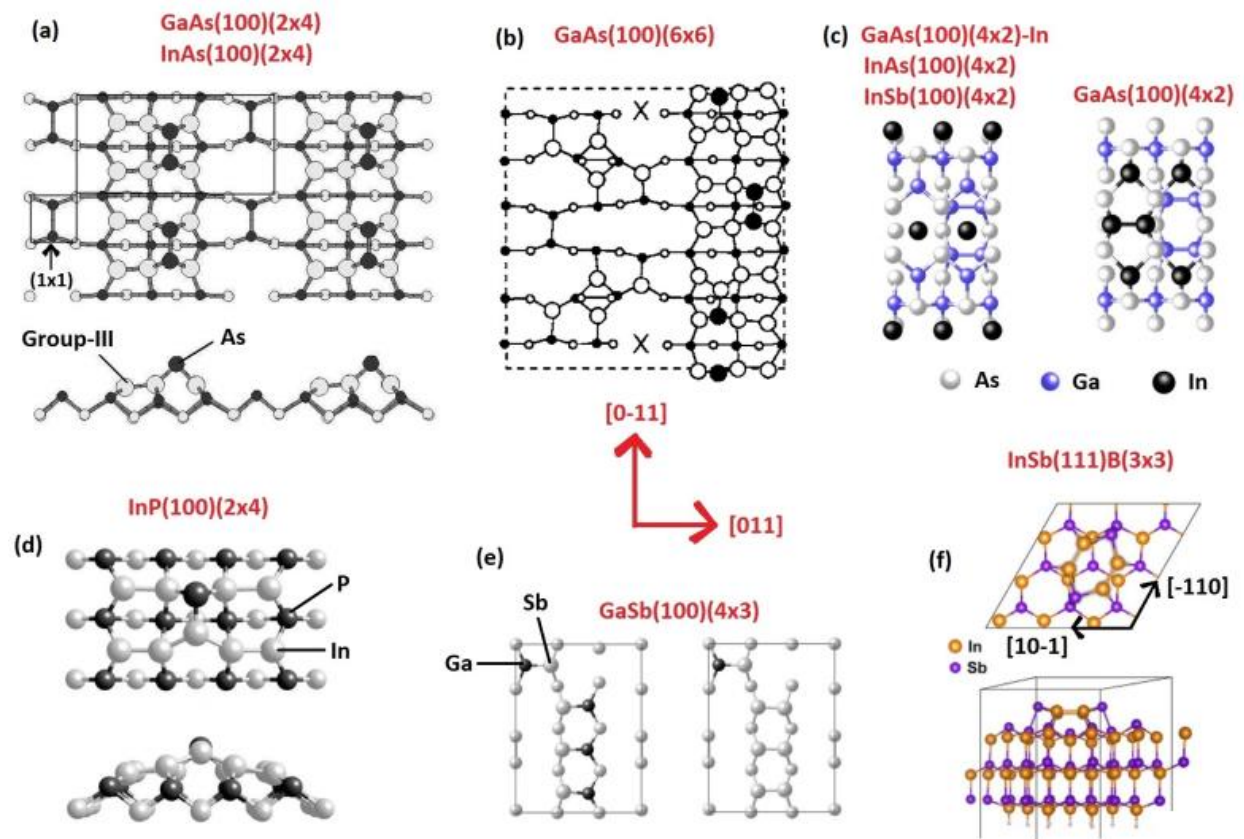 (a)
GaAs(100)(2x4)
InAs(100)(2x4)
(1x1)
Group-III
As
(b)
GaAs(100)(6x6)
X
X
(c)
GaAs(100)(4x2)-In
InAs(100)(4x2)
InSb(100)(4x2)
GaAs(100)(4x2)
As
Ga
In
[0-11]
[011]
InP(100)(2x4)
(d)
P
In
(e)
GaSb(100)(4x3)
Sb
Ga
InSb(111)B(3x3)
(f)
[-110]
[10-1]
In
Sb